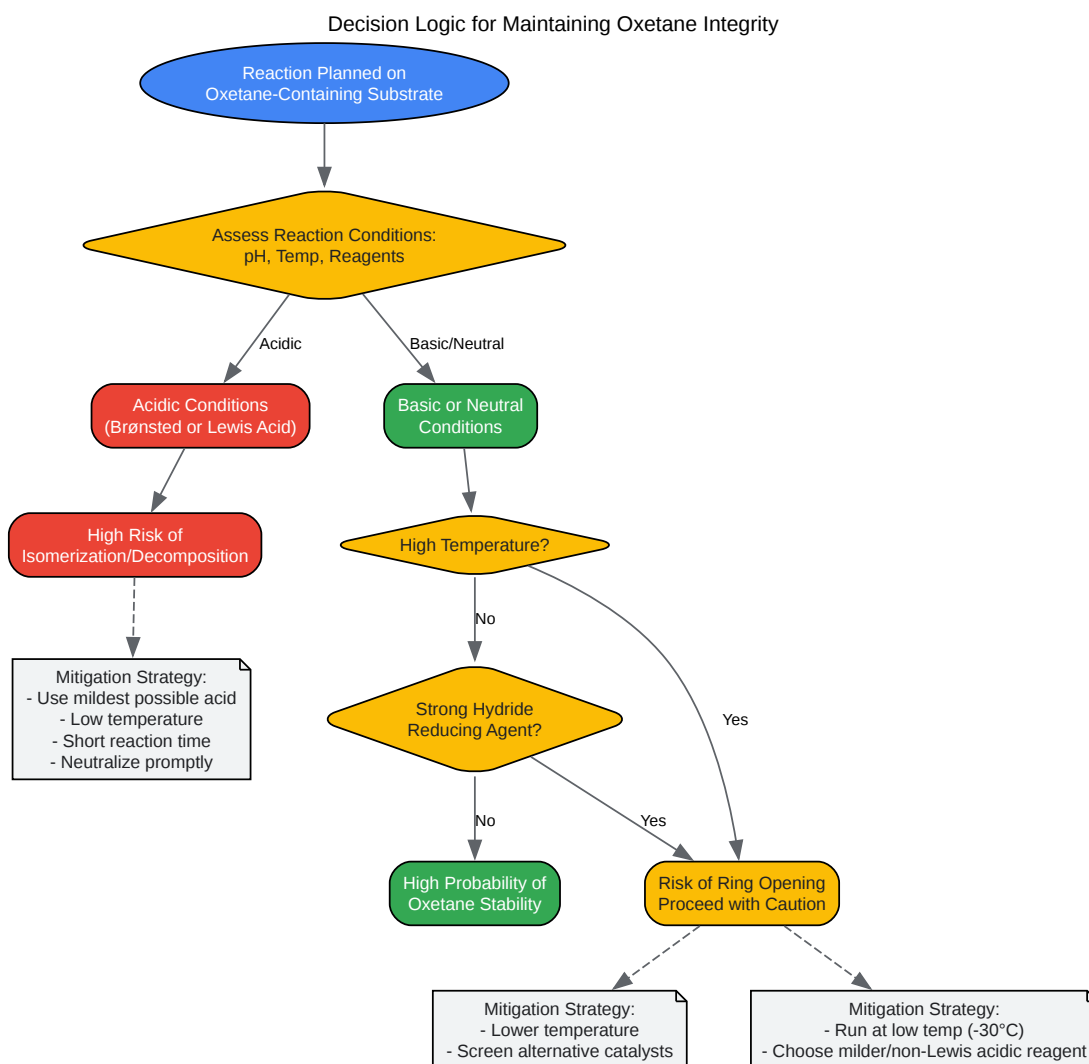 Decision Logic for Maintaining Oxetane Integrity
Reaction Planned on
Oxetane-Containing Substrate
Assess Reaction Conditions:
pH, Temp, Reagents
Acidic
Basic/Neutral
Acidic Conditions
(Brønsted or Lewis Acid)
Basic or Neutral
Conditions
High Risk of
Isomerization/Decomposition
High Temperature?
No
Yes
Mitigation Strategy:
- Use mildest possible acid
- Low temperature
- Short reaction time
- Neutralize promptly
Strong Hydride
Reducing Agent?
No
Yes
High Probability of
Oxetane Stability
Risk of Ring Opening
Proceed with Caution
Mitigation Strategy:
- Lower temperature
- Screen alternative catalysts
Mitigation Strategy:
- Run at low temp (-30°C)
- Choose milder/non-Lewis acidic reagent